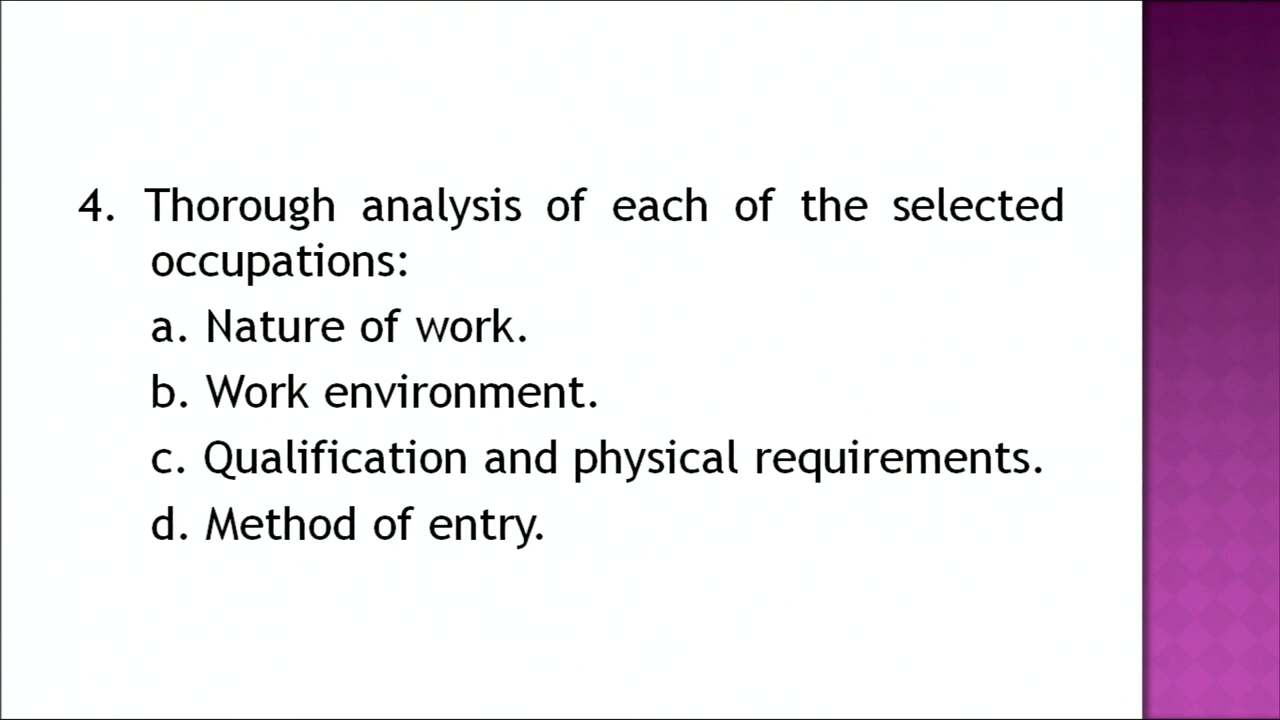 4. Thorough analysis of each of the selected
occupations:
a. Nature of work.
b. Work environment.
c. Qualification and physical requirements.
d. Method of entry.